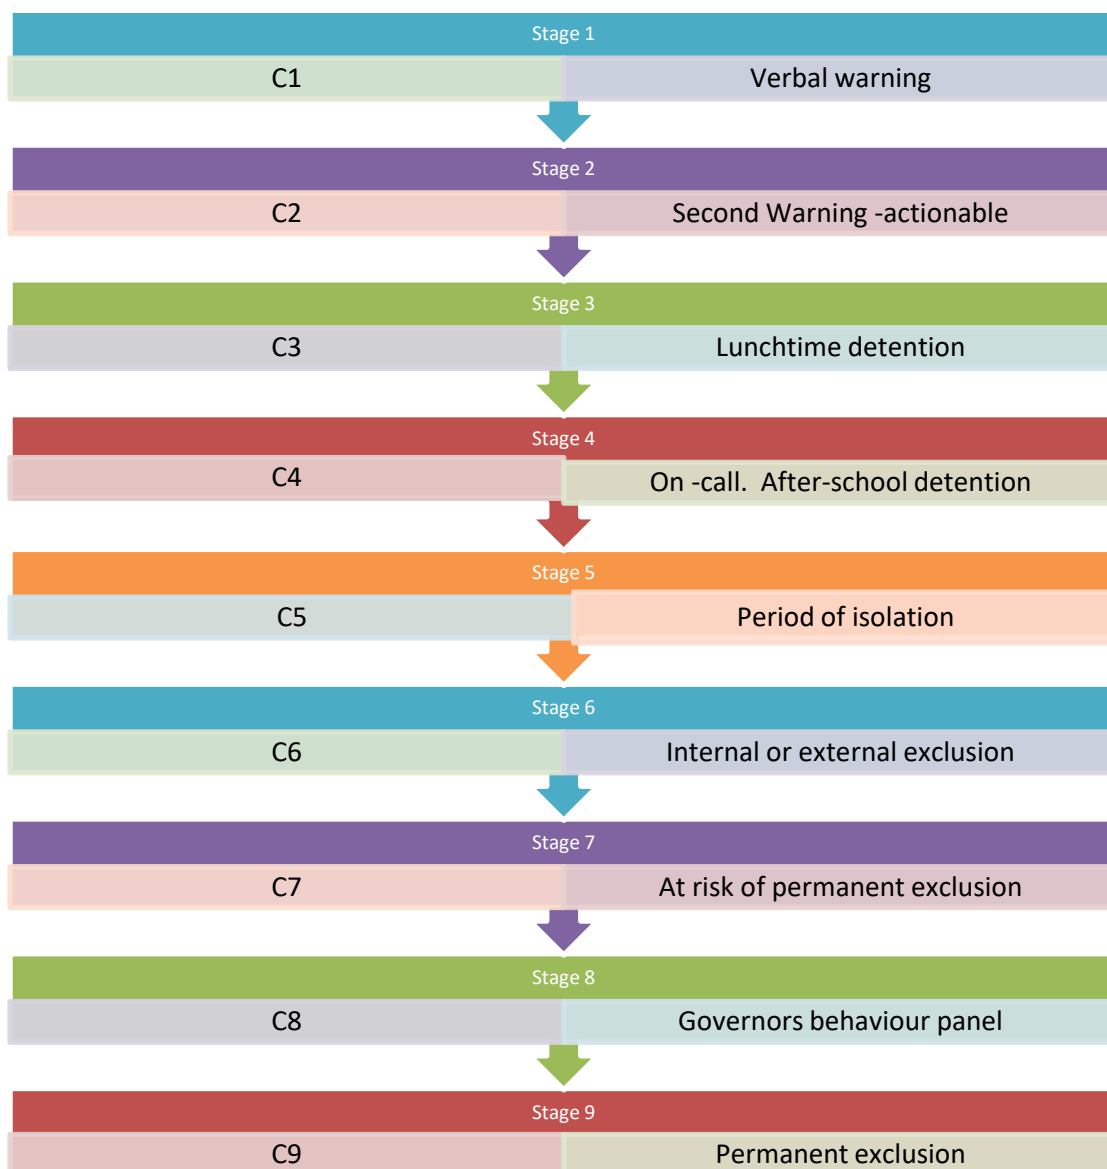 Stage 1
C1 Verbal warning
Stage 2
C2 Second Warning -actionable
Stage 3
C3 Lunchtime detention
Stage 4
C4 On -call.  After-school detention
Stage 5
C5 Period of isolation
Stage 6
C6 Internal or external exclusion
Stage 7
C7 At risk of permanent exclusion
Stage 8
C8 Governors behaviour panel
Stage 9
C9 Permanent exclusion